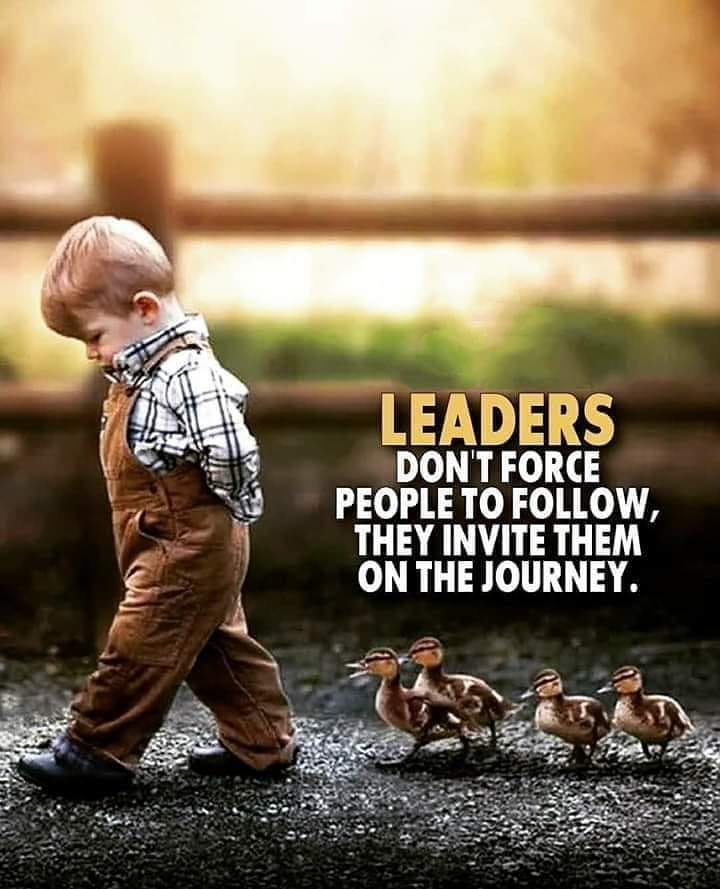 LEADERS
DON'T FORCE
PEOPLE TO FOLLOW,
THEY INVITE THEM
ON THE JOURNEY.